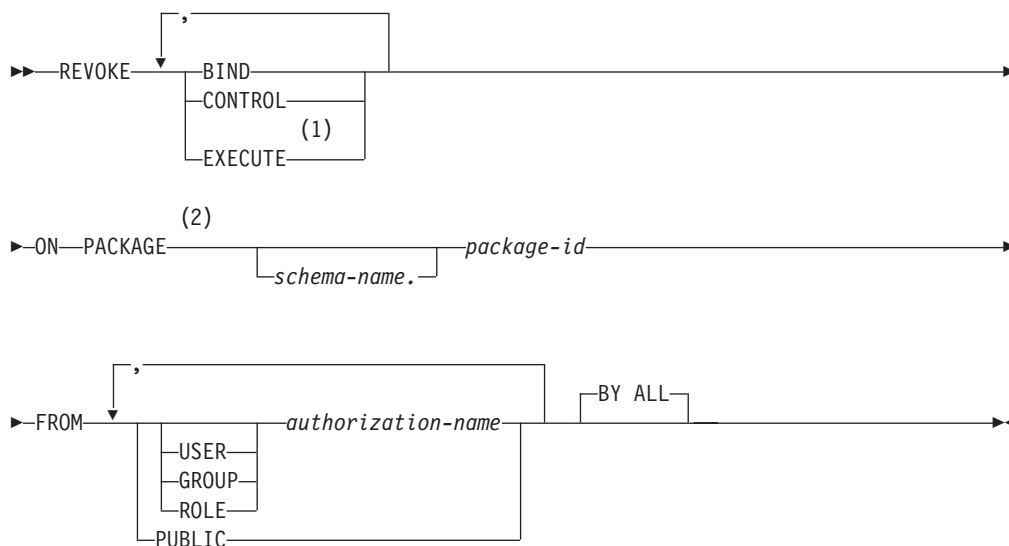 ,
REVOKE BIND
CONTROL
(1)
EXECUTE
(2)
ON PACKAGE package-id
schema-name.
,
BY ALL
FROM authorization-name
USER
GROUP
ROLE
PUBLIC